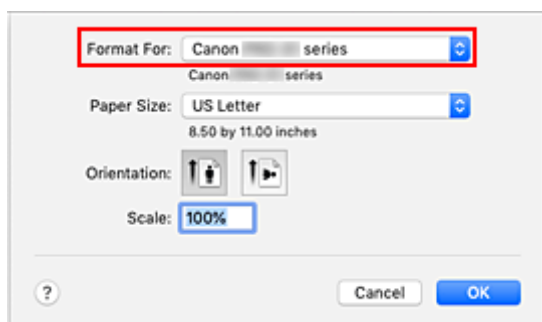 Format For: Canon series
Canon series
Paper Size: US Letter
8.50 by 11.00 inches
Orientation:
Scale: 100%
? Cancel OK